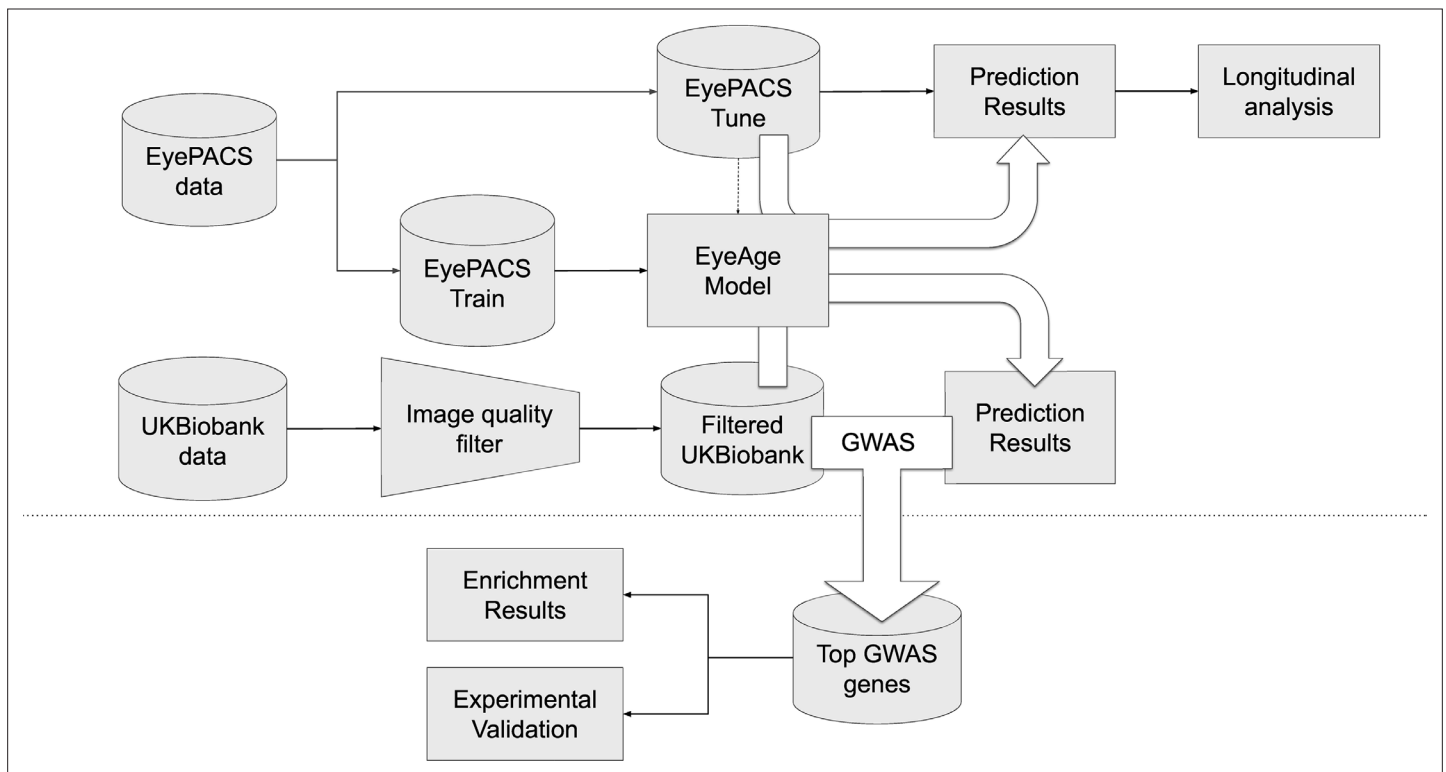 EyePACS
Tune
Prediction
Results
Longitudinal
analysis
EyePACS
data
EyePACS
Train
EyeAge
Model
UKBiobank
data
Image quality
filter
Filtered
UKBiobank
GWAS
Prediction
Results
Enrichment
Results
Top GWAS
genes
Experimental
Validation